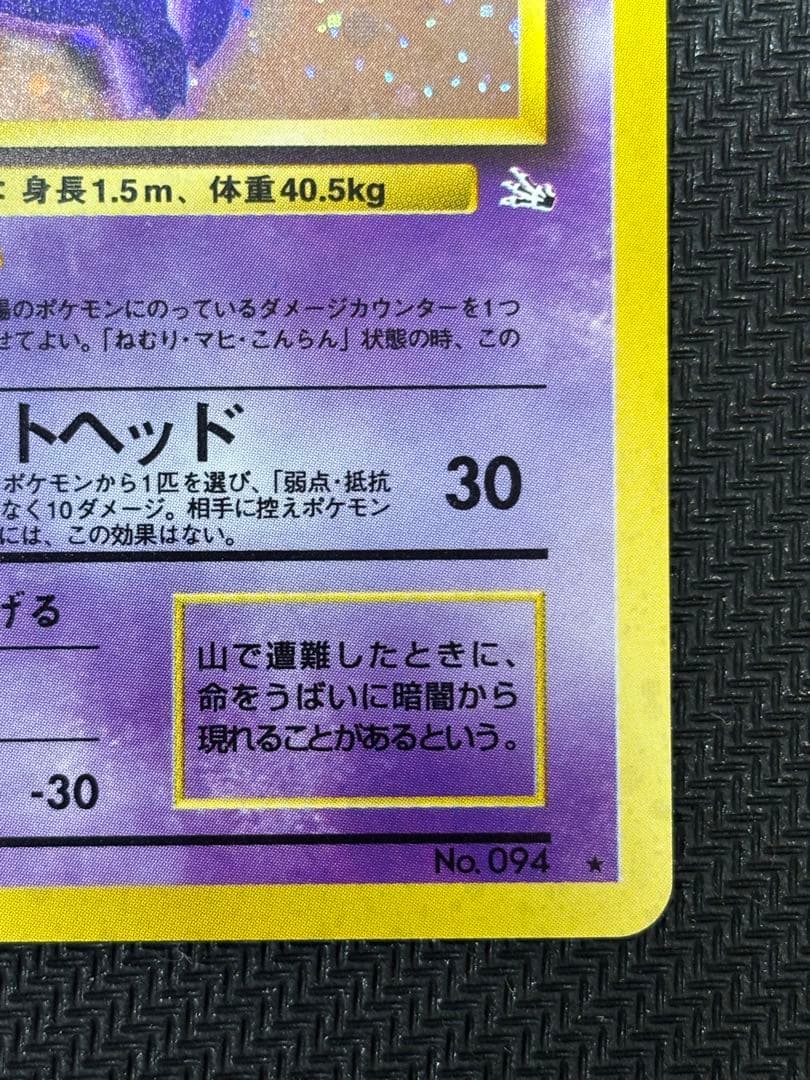 身長1.5m、体重40.5kg
場のポケモンにのっているダメージカウンターを1つ
せてよい。「ねむり・マヒ・こんらん」状態の時、この
トヘッド
30
ポケモンから1匹を選び、「弱点・抵抗
なく10ダメージ。相手に控えポケモン
には、この効果はない。
げる
山で遭難したときに、
命をうばいに暗闇から
現れることがあるという。
-30
No. 094 ★